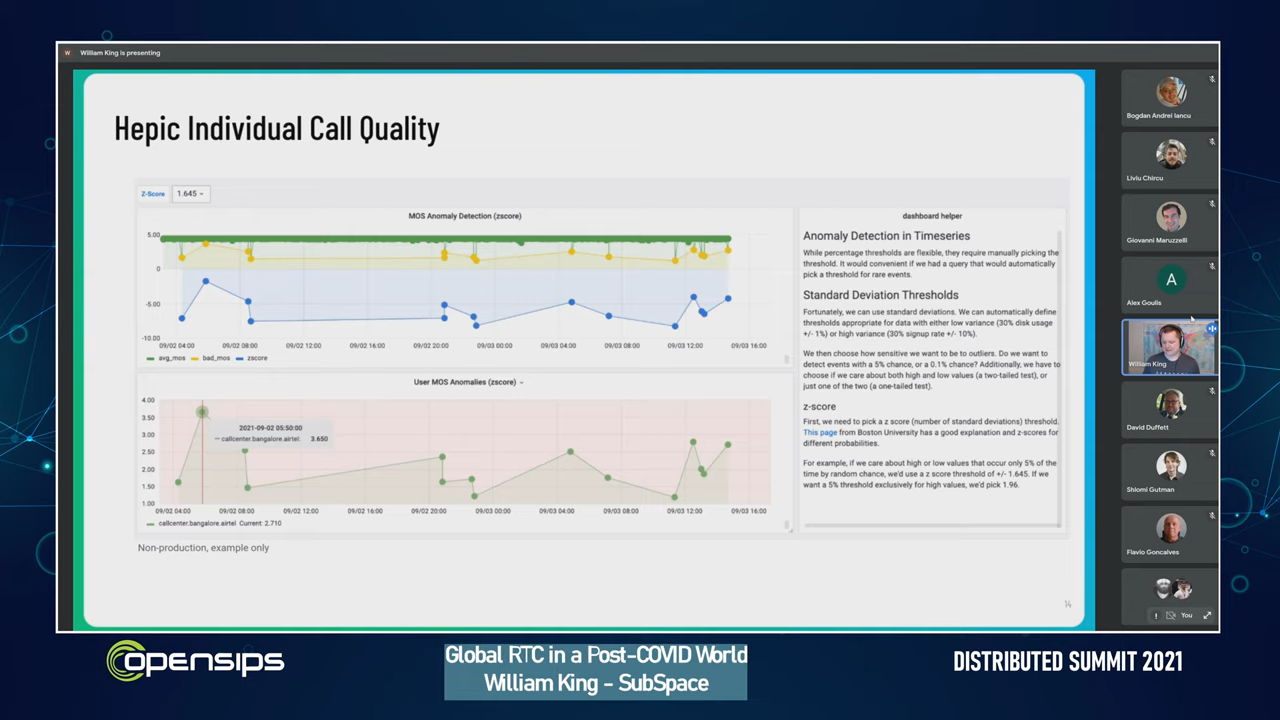 W William King is presenting
Hepic Individual Call Quality
Z-Score 1.645
MOS Anomaly Detection (zscore)
5.00
0
-5.00
-10.00
09/02 04:00 09/02 08:00 09/02 12:00 09/02 16:00 09/02 20:00 09/03 00:00 09/03 04:00 09/03 08:00 09/03 12:00 09/03 16:00
avg_mos bad_mos zscore
User MOS Anomalies (zscore)
4.00
3.50
3.00
2.50
2.00
1.50
1.00
2021-09-02 05:50:00
callcenter.bangalore.airtel: 3.650
09/02 04:00 09/02 08:00 09/02 12:00 09/02 16:00 09/02 20:00 09/03 00:00 09/03 04:00 09/03 08:00 09/03 12:00 09/03 16:00
callcenter.bangalore.airtel Current: 2.710
dashboard helper
Anomaly Detection in Timeseries
While percentage thresholds are flexible, they require manually picking the
threshold. It would convenient if we had a query that would automatically
pick a threshold for rare events.
Standard Deviation Thresholds
Fortunately, we can use standard deviations. We can automatically define
thresholds appropriate for data with either low variance (30% disk usage
+/- 1%) or high variance (30% signup rate +/- 10%).
We then choose how sensitive we want to be to outliers. Do we want to
detect events with a 5% chance, or a 0.1% chance? Additionally, we have to
choose if we care about both high and low values (a two-tailed test), or
just one of the two (a one-tailed test).
z-score
First, we need to pick a z score (number of standard deviations) threshold.
This page from Boston University has a good explanation and z-scores for
different probabilities.
For example, if we care about high or low values that occur only 5% of the
time by random chance, we'd use a z score threshold of +/- 1.645. If we
want a 5% threshold exclusively for high values, we'd pick 1.96.
Non-production, example only
14
Bogdan Andrei Iancu
Liviu Chircu
Giovanni Maruzzelli
A
Alex Goulis
William King
David Duffett
Shlomi Gutman
Flavio Goncalves
You
opensips
Global RTC in a Post-COVID World
William King - SubSpace
DISTRIBUTED SUMMIT 2021